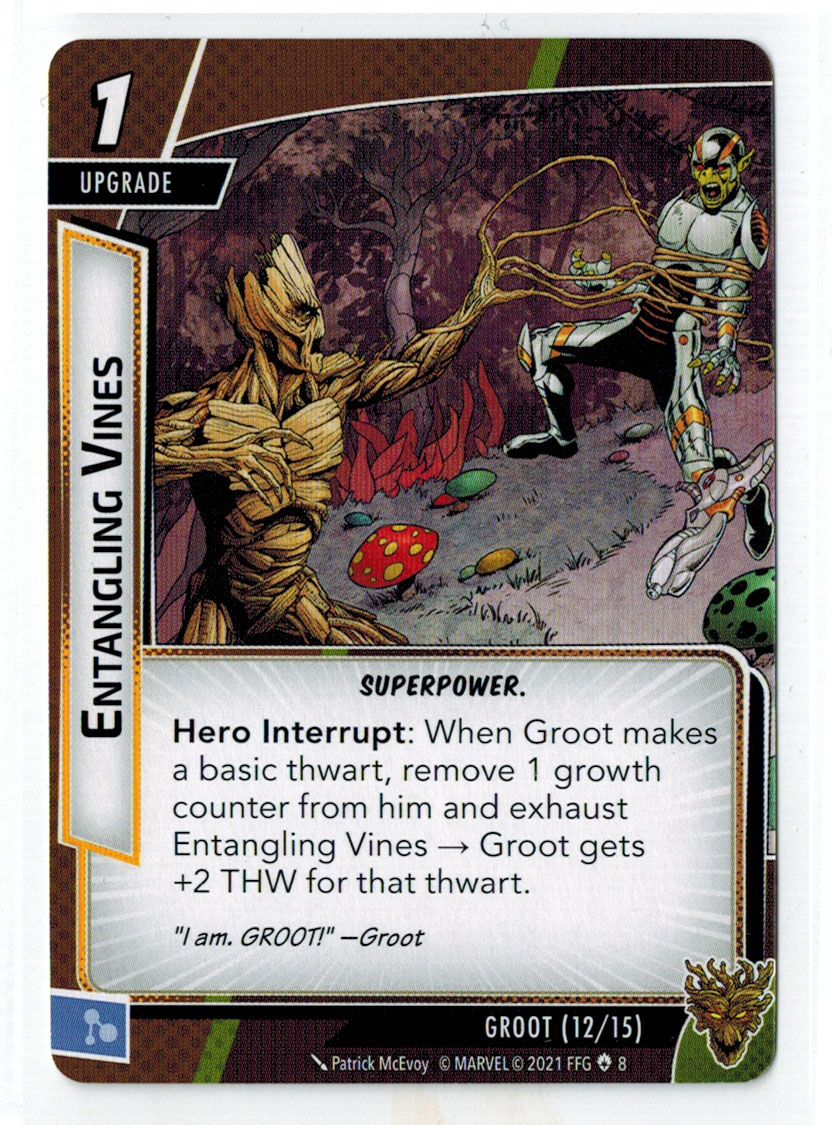 1
UPGRADE
ENTANGLING VINES
SUPERPOWER.
Hero Interrupt: When Groot makes
a basic thwart, remove 1 growth
counter from him and exhaust
Entangling Vines → Groot gets
+2 THW for that thwart.
"I am. GROOT!" —Groot
GROOT (12/15)
Patrick McEvoy © MARVEL © 2021 FFG 8